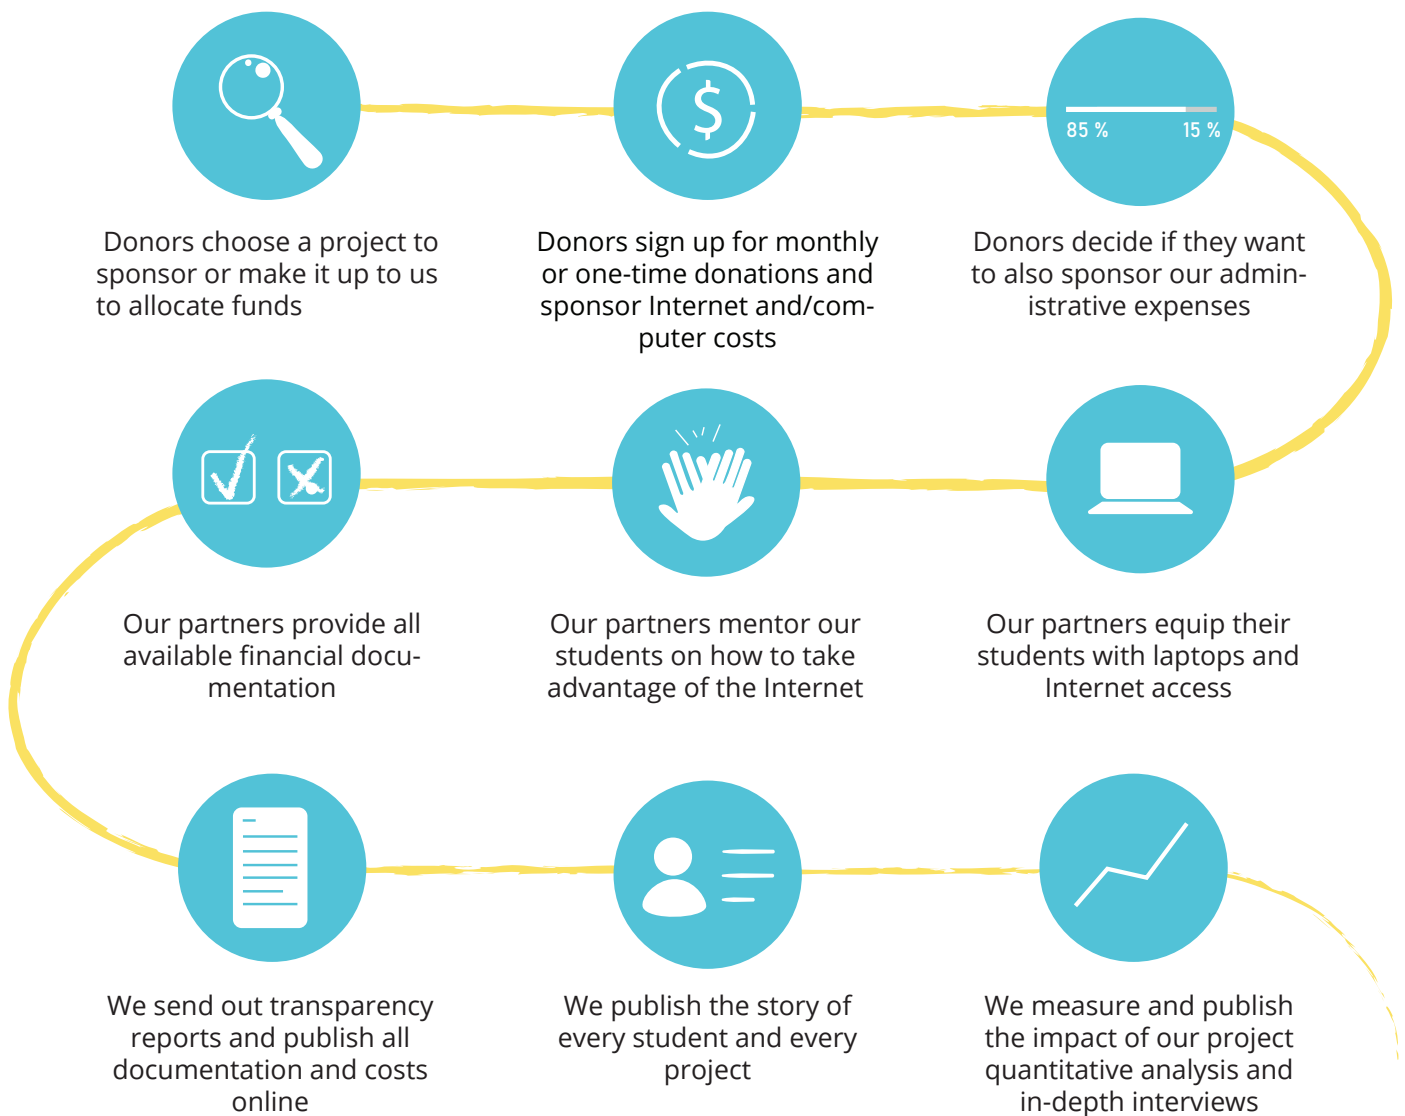 85 %
15 %
Donors choose a project to
sponsor or make it up to us
to allocate funds
Donors sign up for monthly
or one-time donations and
sponsor Internet and/com-
puter costs
Donors decide if they want
to also sponsor our admin-
istrative expenses
Our partners provide all
available financial docu-
mentation
Our partners mentor our
students on how to take
advantage of the Internet
Our partners equip their
students with laptops and
Internet access
We send out transparency
reports and publish all
documentation and costs
online
We publish the story of
every student and every
project
We measure and publish
the impact of our project
quantitative analysis and
in-depth interviews